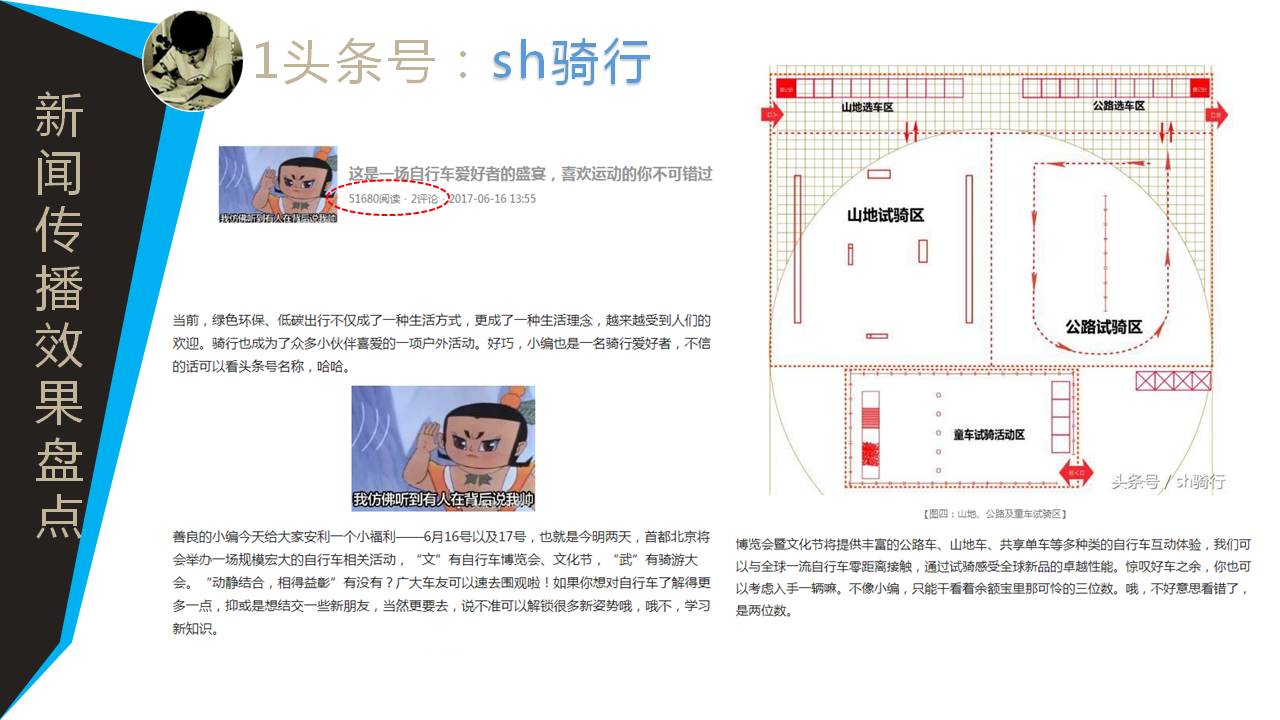 新闻传播效果盘点
1头条号：sh骑行
我仿佛听到有人在背后说我帅
这是一场自行车爱好者的盛宴，喜欢运动的你不可错过
51680阅读 · 2评论 · 2017-06-16 13:55
当前，绿色环保、低碳出行不仅成了一种生活方式，更成了一种生活理念，越来越受到人们的
欢迎。骑行也成为了众多小伙伴喜爱的一项户外活动。好巧，小编也是一名骑行爱好者，不信
的话可以看头条号名称，哈哈。
我仿佛听到有人在背后说我帅
善良的小编今天给大家安利一个小福利——6月16号以及17号，也就是今明两天，首都北京将
会举办一场规模宏大的自行车相关活动，“文”有自行车博览会、文化节，“武”有骑游大
会。“动静结合，相得益彰”有没有？广大车友可以速去围观啦！如果你想对自行车了解得更
多一点，抑或是想结交一些新朋友，当然更要去，说不准可以解锁很多新姿势哦，哦不，学习
新知识。
山地选车区
公路选车区
山地试骑区
公路试骑区
童车试骑活动区
头条号 / sh骑行
【图四：山地、公路及童车试骑区】
博览会暨文化节将提供丰富的公路车、山地车、共享单车等多种类的自行车互动体验，我们可
以与全球一流自行车零距离接触，通过试骑感受全球新品的卓越性能。惊叹好车之余，你也可
以考虑入手一辆嘛。不像小编，只能干看着余额宝里那可怜的三位数。哦，不好意思看错了，
是两位数。